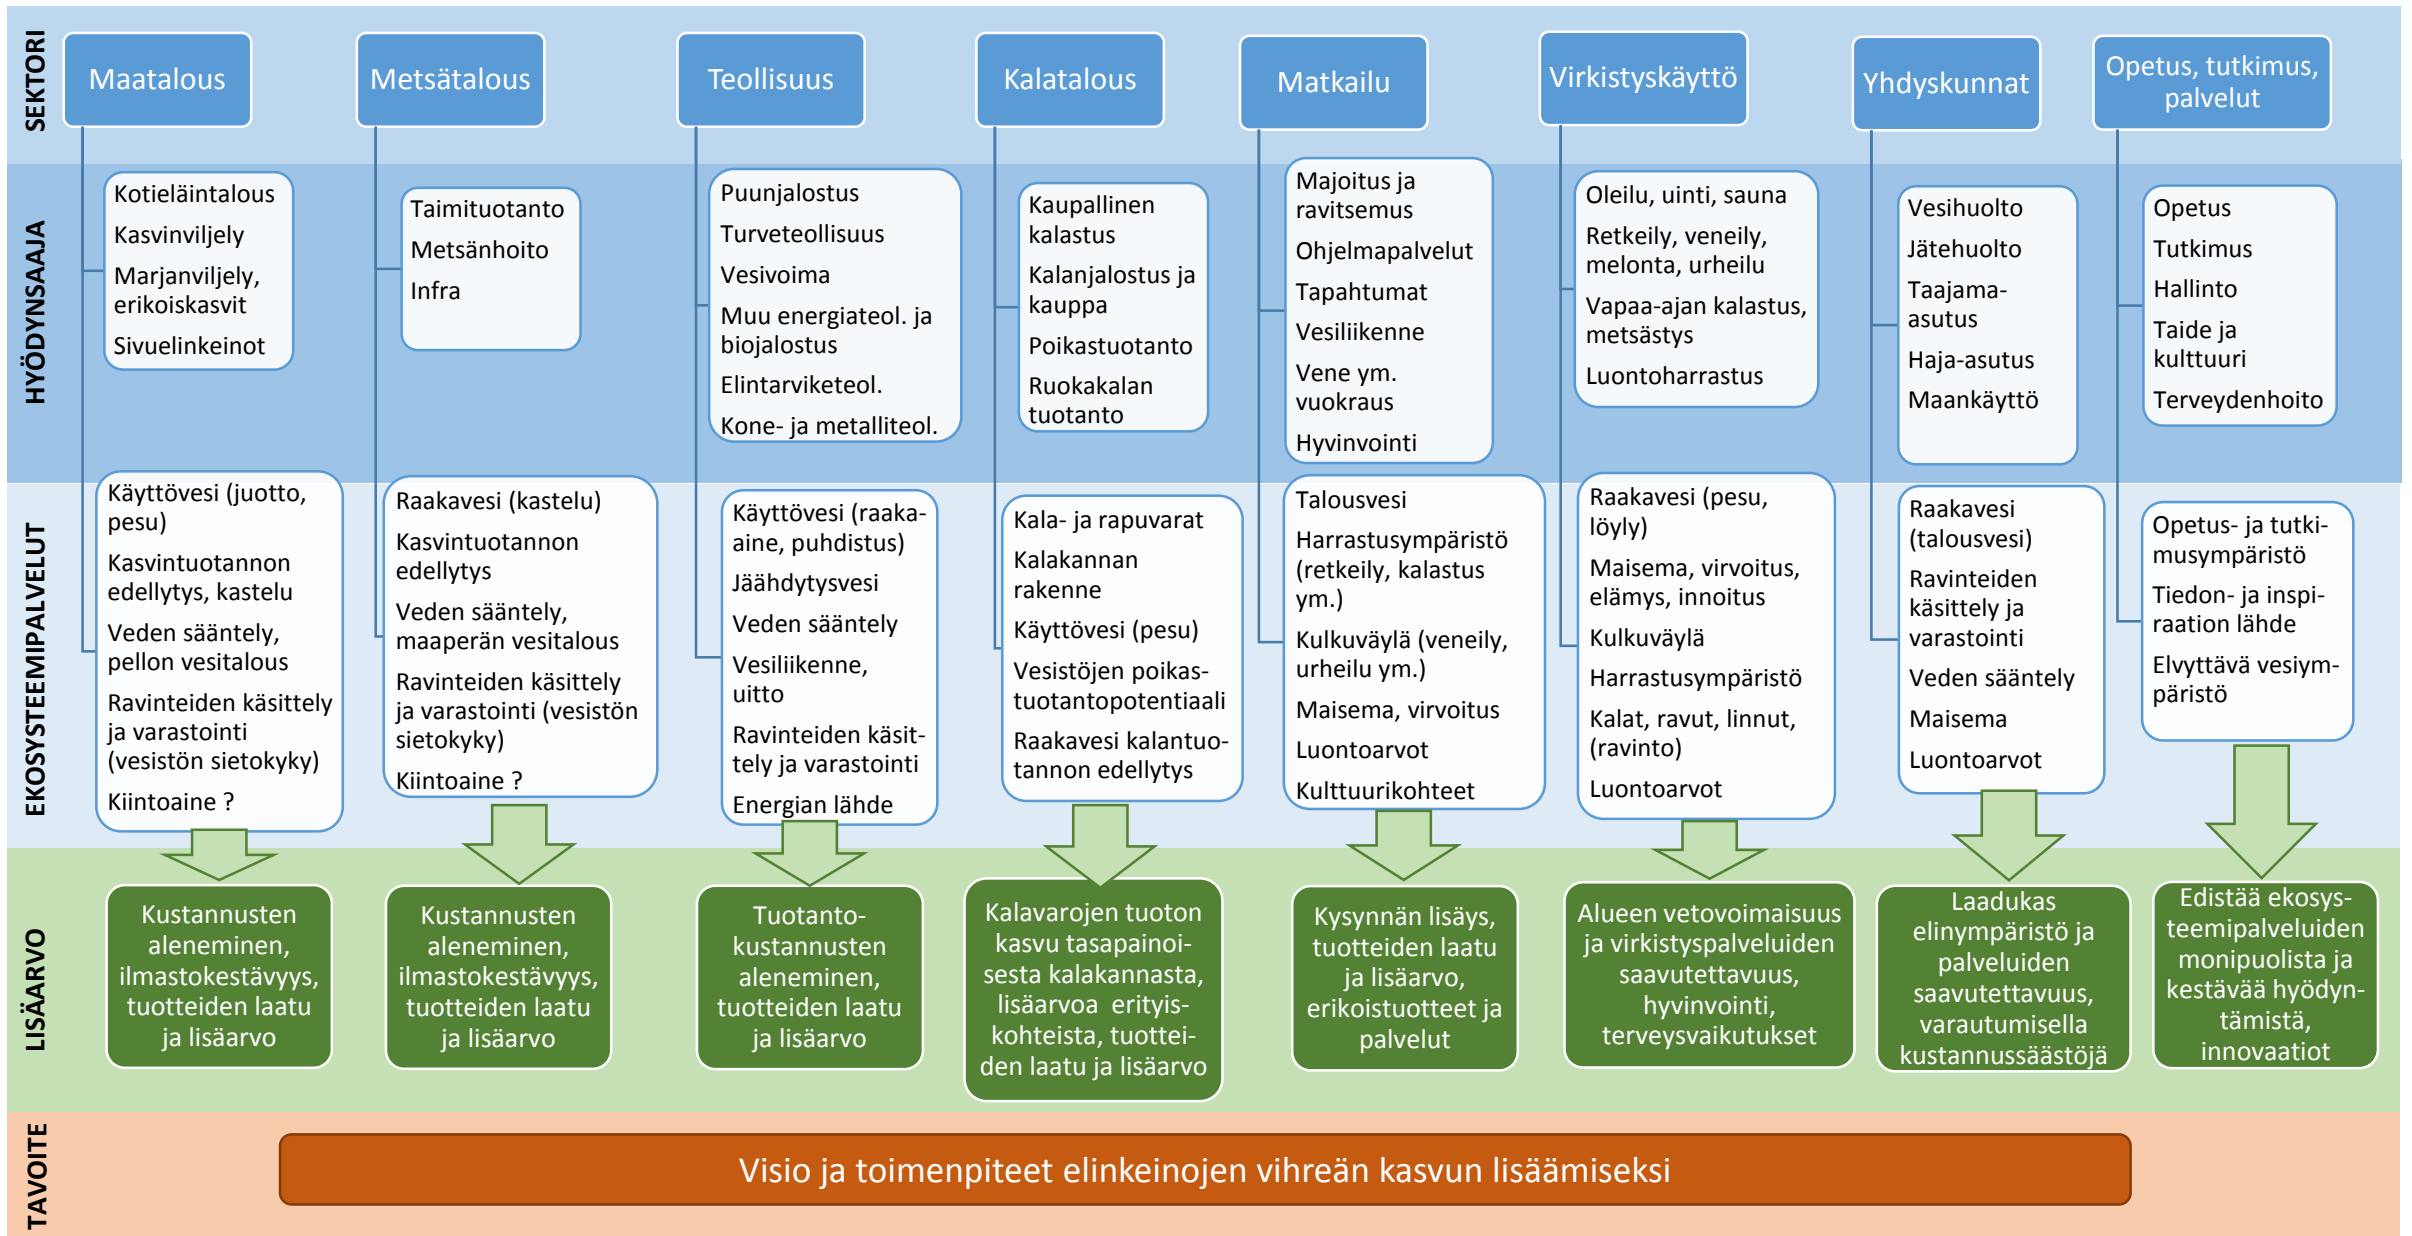 SEKTORI
Maatalous
Metsätalous
Teollisuus
Kalatalous
Matkailu
Virkistyskäyttö
Yhdyskunnat
Opetus, tutkimus,
palvelut
HYÖDYNSAAJA
Kotieläintalous
Kasvinviljely
Marjanviljely,
erikoiskasvit
Sivuelinkeinot
Taimituotanto
Metsänhoito
Infra
Puunjalostus
Turveteollisuus
Vesivoima
Muu energiateol. ja
biojalostus
Elintarviketeol.
Kone- ja metalliteol.
Kaupallinen
kalastus
Kalanjalostus ja
kauppa
Poikastuotanto
Ruokakalan
tuotanto
Majoitus ja
ravitsemus
Ohjelmapalvelut
Tapahtumat
Vesiliikenne
Vene ym.
vuokraus
Hyvinvointi
Oleilu, uinti, sauna
Retkeily, veneily,
melonta, urheilu
Vapaa-ajan kalastus,
metsästys
Luontoharrastus
Vesihuolto
Jätehuolto
Taajama-
asutus
Haja-asutus
Maankäyttö
Opetus
Tutkimus
Hallinto
Taide ja
kulttuuri
Terveydenhoito
EKOSYSTEEMIPALVELUT
Käyttövesi (juotto,
pesu)
Kasvintuotannon
edellytys, kastelu
Veden sääntely,
pellon vesitalous
Ravinteiden käsittely
ja varastointi
(vesistön sietokyky)
Kiintoaine ?
Raakavesi (kastelu)
Kasvintuotannon
edellytys
Veden sääntely,
maaperän vesitalous
Ravinteiden käsittely
ja varastointi (vesistön
sietokyky)
Kiintoaine ?
Käyttövesi (raaka-
aine, puhdistus)
Jäähdytysvesi
Veden sääntely
Vesiliikenne,
uitto
Ravinteiden käsit-
tely ja varastointi
Energian lähde
Kala- ja rapuvarat
Kalakannan
rakenne
Käyttövesi (pesu)
Vesistöjen poikas-
tuotantopotentiaali
Raakavesi kalantuo-
tannon edellytys
Talousvesi
Harrastusympäristö
(retkeily, kalastus
ym.)
Kulkuväylä (veneily,
urheilu ym.)
Maisema, virvoitus
Luontoarvot
Kulttuurikohteet
Raakavesi (pesu,
löyly)
Maisema, virvoitus,
elämys, innoitus
Kulkuväylä
Harrastusympäristö
Kalat, ravut, linnut,
(ravinto)
Luontoarvot
Raakavesi
(talousvesi)
Ravinteiden
käsittely ja
varastointi
Veden sääntely
Maisema
Luontoarvot
Opetus- ja tutki-
musympäristö
Tiedon- ja inspi-
raation lähde
Elvyttävä vesiym-
päristö
LISÄARVO
Kustannusten
aleneminen,
ilmastokestävyys,
tuotteiden laatu
ja lisäarvo
Kustannusten
aleneminen,
ilmastokestävyys,
tuotteiden laatu
ja lisäarvo
Tuotanto-
kustannusten
aleneminen,
tuotteiden laatu
ja lisäarvo
Kalavarojen tuoton
kasvu tasapainoi-
sesta kalakannasta,
lisäarvoa erityis-
kohteista, tuottei-
den laatu ja lisäarvo
Kysynnän lisäys,
tuotteiden laatu
ja lisäarvo,
erikoistuotteet ja
palvelut
Alueen vetovoimaisuus
ja virkistyspalveluiden
saavutettavuus,
hyvinvointi,
terveysvaikutukset
Laadukas
elinympäristö ja
palveluiden
saavutettavuus,
varautumisella
kustannussäästöjä
Edistää ekosys-
teemipalveluiden
monipuolista ja
kestävää hyödyn-
tämistä,
innovaatiot
TAVOITE
Visio ja toimenpiteet elinkeinojen vihreän kasvun lisäämiseksi